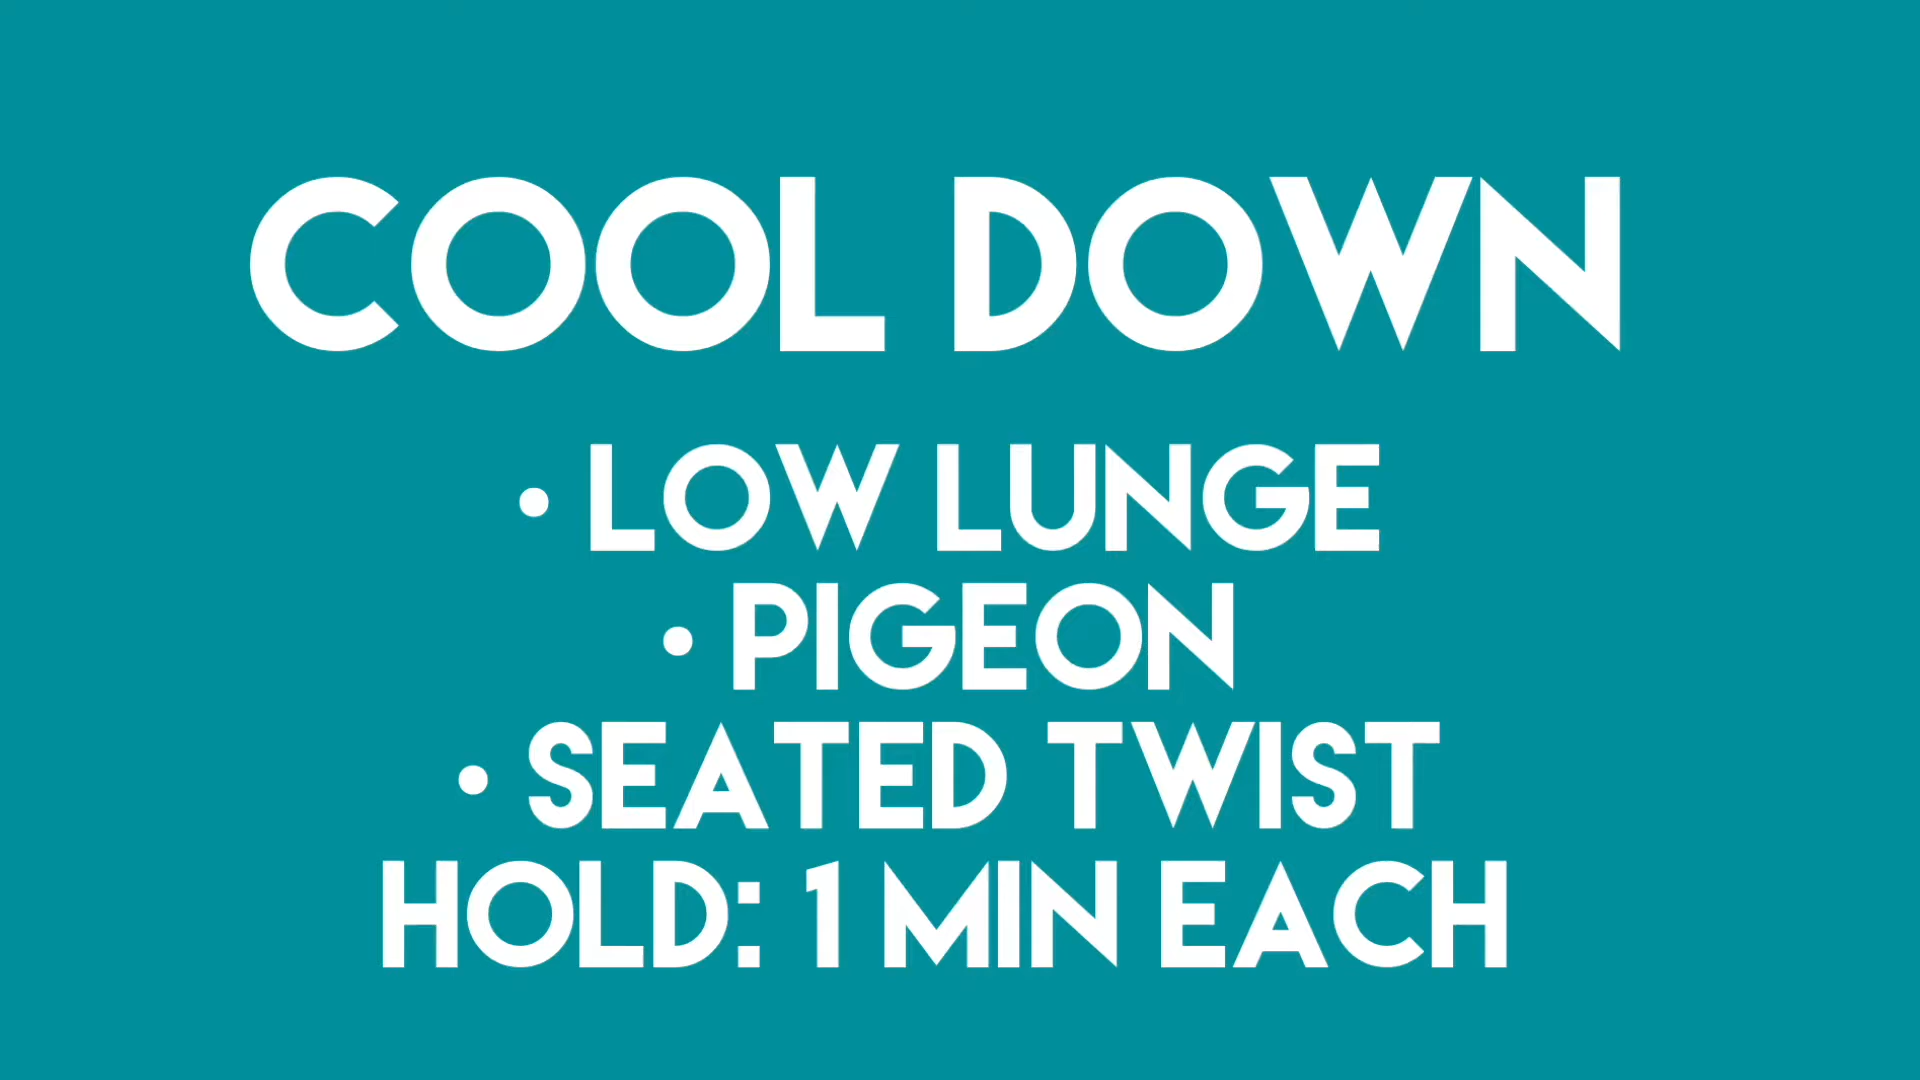 COOL DOWN
• LOW LUNGE
• PIGEON
• SEATED TWIST
HOLD: 1 MIN EACH